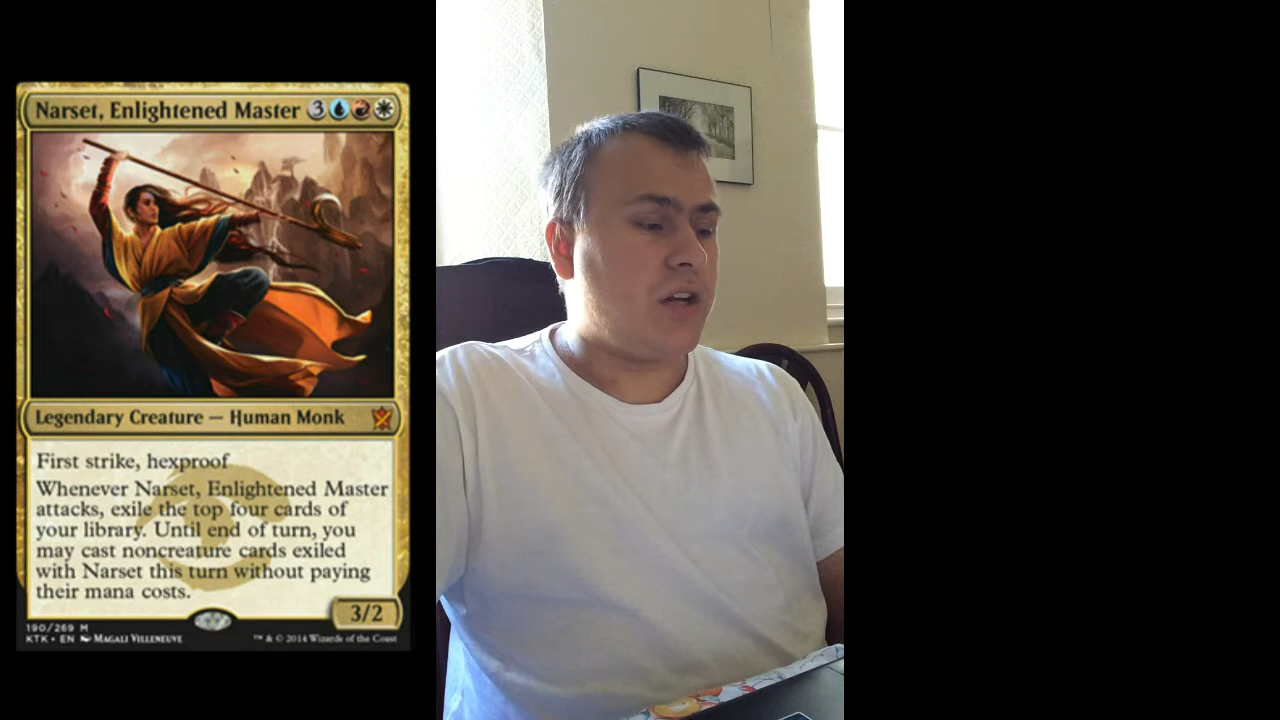 Narset, Enlightened Master 3
Legendary Creature — Human Monk
First strike, hexproof
Whenever Narset, Enlightened Master
attacks, exile the top four cards of
your library. Until end of turn, you
may cast noncreature cards exiled
with Narset this turn without paying
their mana costs.
3/2
190/269 M
KTK • EN Magali Villeneuve
™ & © 2014 Wizards of the Coast